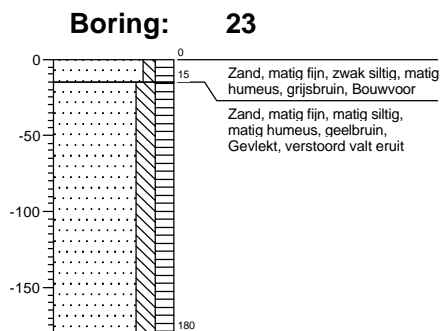 Boring: 23
0
0
15
Zand, matig fijn, zwak siltig, matig
humeus, grijsbruin, Bouwvoor
Zand, matig fijn, matig siltig,
matig humeus, geelbruin,
Gevlekt, verstoord valt eruit
-50
-100
-150
180